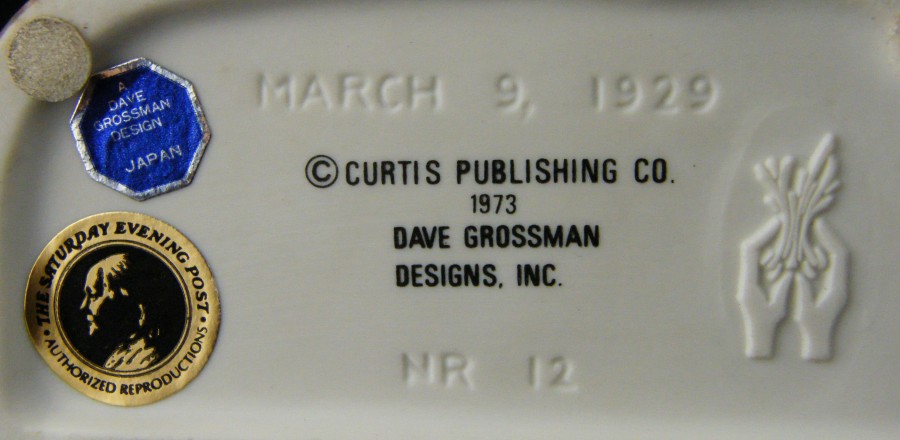 A
DAVE
GROSSMAN
DESIGN
JAPAN
MARCH 9, 1929
©CURTIS PUBLISHING CO.
1973
DAVE GROSSMAN
DESIGNS, INC.
• THE SATURDAY EVENING POST •
AUTHORIZED REPRODUCTIONS
NR 12